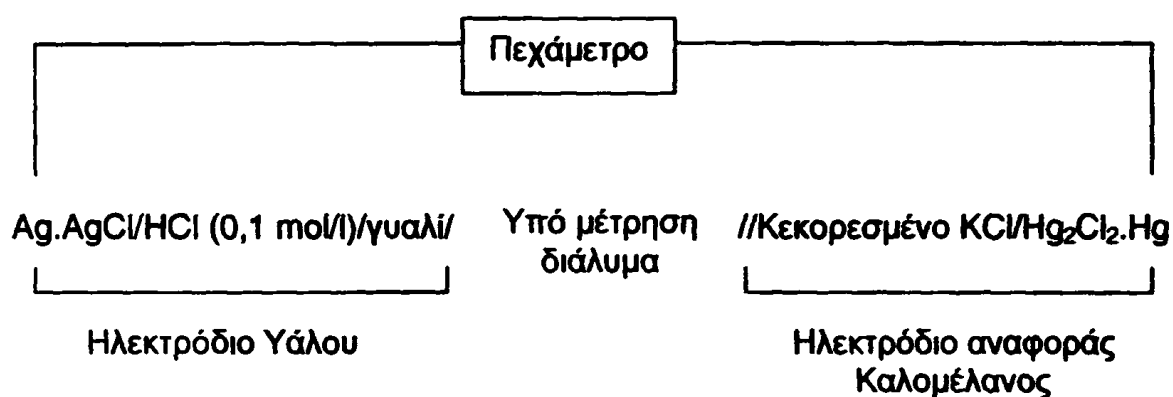 Πεχάμετρο
Ag.AgCl/HCl (0,1 mol/l)/γυαλί/ Υπό μέτρηση διάλυμα //Κεκορεσμένο KCl/Hg₂Cl₂.Hg
Ηλεκτρόδιο Υάλου
Ηλεκτρόδιο αναφοράς
Καλομέλανος